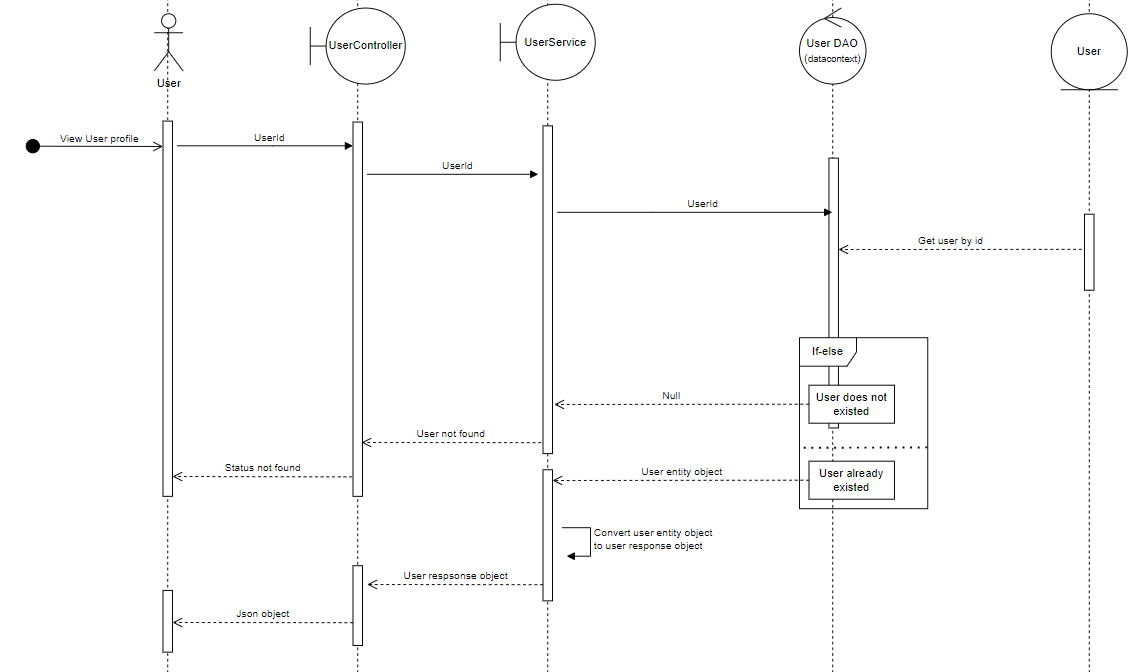 User
UserController
UserService
User DAO
(datacontext)
User
View User profile
UserId
UserId
UserId
Get user by id
If-else
Null
User does not
existed
User not found
Status not found
User entity object
User already
existed
Convert user entity object
to user response object
User respsonse object
Json object